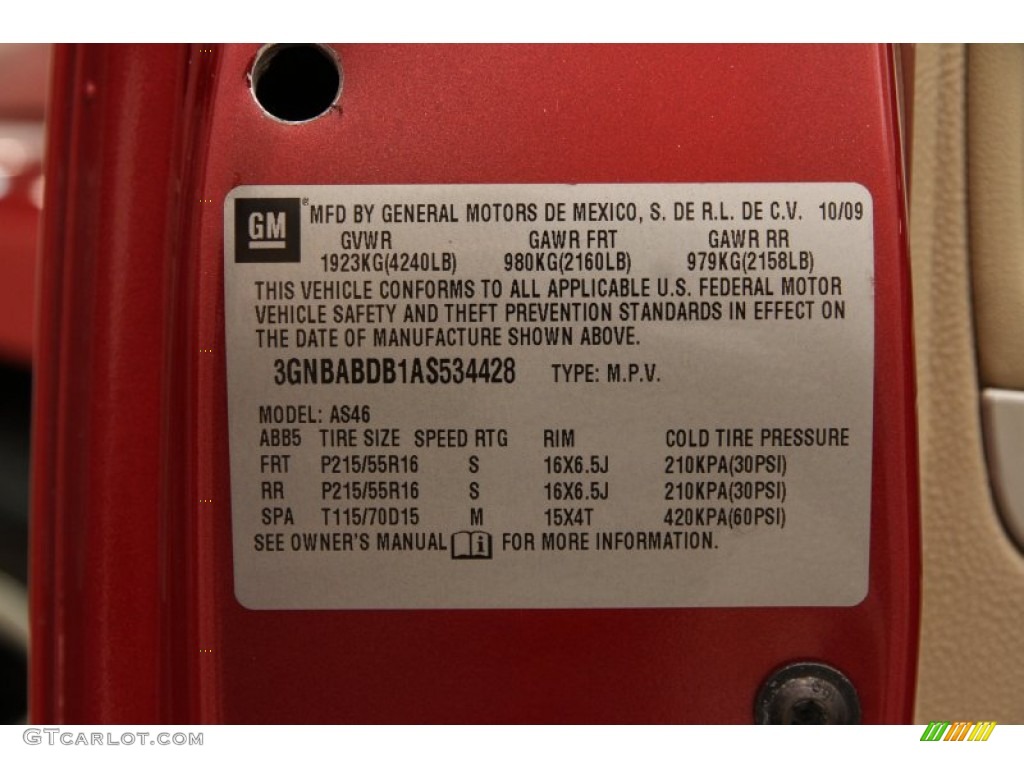 GM ® MFD BY GENERAL MOTORS DE MEXICO, S. DE R.L. DE C.V. 10/09
GVWR GAWR FRT GAWR RR
1923KG(4240LB) 980KG(2160LB) 979KG(2158LB)
THIS VEHICLE CONFORMS TO ALL APPLICABLE U.S. FEDERAL MOTOR
VEHICLE SAFETY AND THEFT PREVENTION STANDARDS IN EFFECT ON
THE DATE OF MANUFACTURE SHOWN ABOVE.
3GNBABDB1AS534428 TYPE: M.P.V.
MODEL: AS46
ABB5 TIRE SIZE SPEED RTG RIM COLD TIRE PRESSURE
FRT P215/55R16 S 16X6.5J 210KPA(30PSI)
RR P215/55R16 S 16X6.5J 210KPA(30PSI)
SPA T115/70D15 M 15X4T 420KPA(60PSI)
SEE OWNER'S MANUAL i FOR MORE INFORMATION.
GTcarlot.com